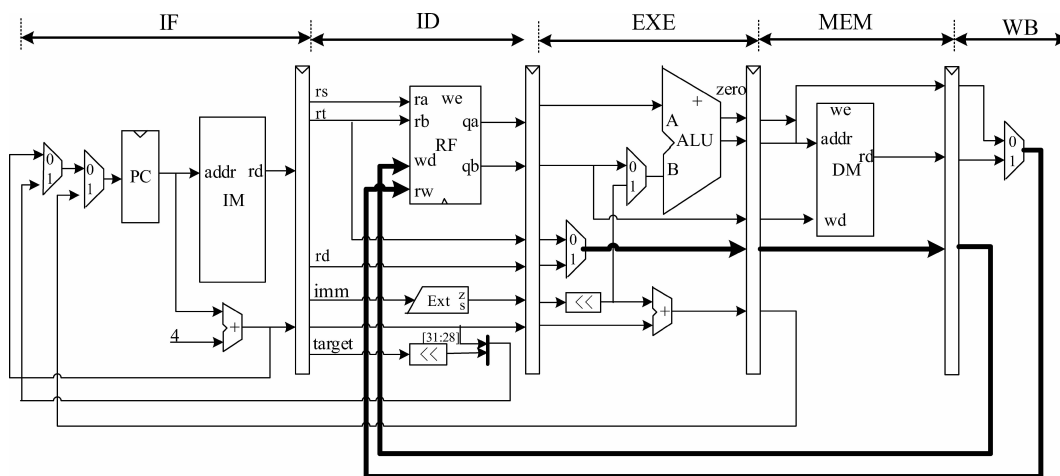 IF ID EXE MEM WB
rs ra we qa
rt rb RF qb
wd
rw
0
1
0
1
PC
addr rd
IM
A
B
+
ALU
zero
0
1
we
addr rd
DM
wd
0
1
0
1
rd
imm
Ext z
s
<<
+
4
+
[31:28]
target
<<